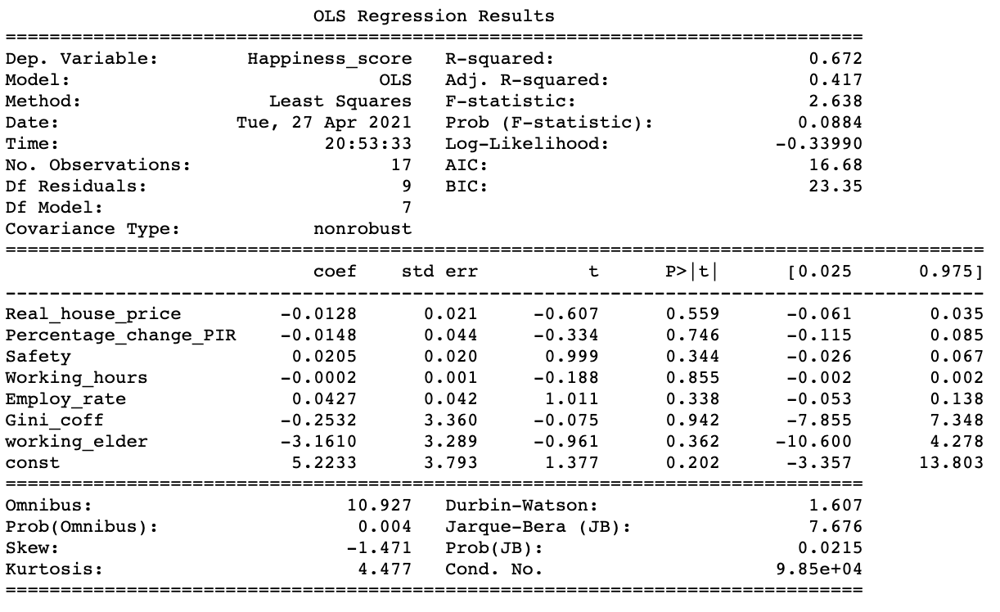 OLS Regression Results
==============================================================================
Dep. Variable: Happiness_score R-squared: 0.672
Model: OLS Adj. R-squared: 0.417
Method: Least Squares F-statistic: 2.638
Date: Tue, 27 Apr 2021 Prob (F-statistic): 0.0884
Time: 20:53:33 Log-Likelihood: -0.33990
No. Observations: 17 AIC: 16.68
Df Residuals: 9 BIC: 23.35
Df Model: 7
Covariance Type: nonrobust
=========================================================================================
coef std err t P>|t| [0.025 0.975]
-----------------------------------------------------------------------------------------
Real_house_price -0.0128 0.021 -0.607 0.559 -0.061 0.035
Percentage_change_PIR -0.0148 0.044 -0.334 0.746 -0.115 0.085
Safety 0.0205 0.020 0.999 0.344 -0.026 0.067
Working_hours -0.0002 0.001 -0.188 0.855 -0.002 0.002
Employ_rate 0.0427 0.042 1.011 0.338 -0.053 0.138
Gini_coff -0.2532 3.360 -0.075 0.942 -7.855 7.348
working_elder -3.1610 3.289 -0.961 0.362 -10.600 4.278
const 5.2233 3.793 1.377 0.202 -3.357 13.803
==============================================================================
Omnibus: 10.927 Durbin-Watson: 1.607
Prob(Omnibus): 0.004 Jarque-Bera (JB): 7.676
Skew: -1.471 Prob(JB): 0.0215
Kurtosis: 4.477 Cond. No. 9.85e+04
==============================================================================